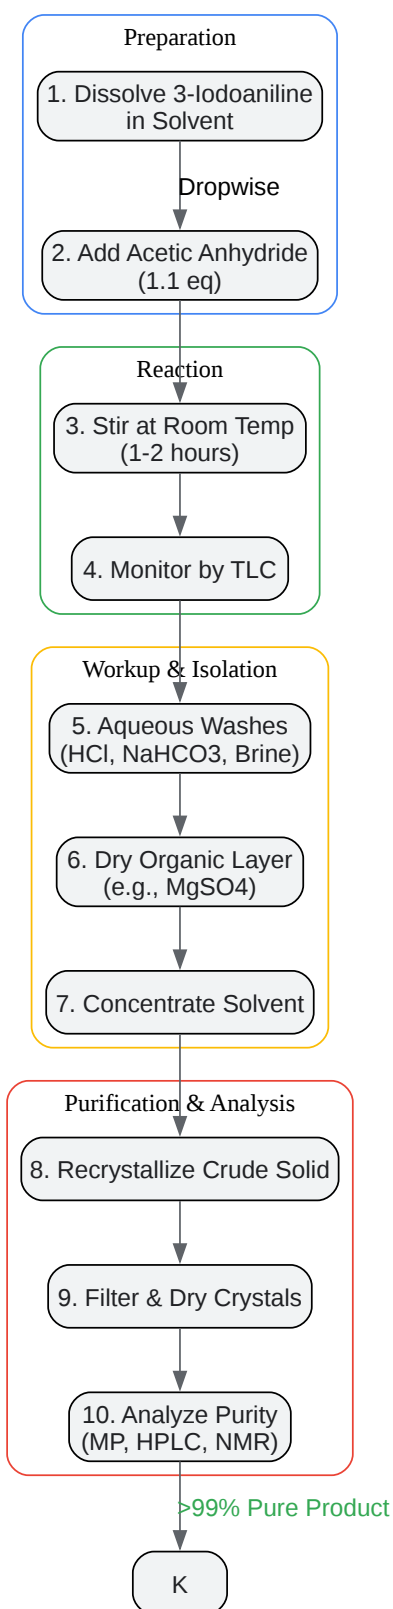 Preparation
1. Dissolve 3-Iodoaniline
in Solvent
Dropwise
2. Add Acetic Anhydride
(1.1 eq)
Reaction
3. Stir at Room Temp
(1-2 hours)
4. Monitor by TLC
Workup & Isolation
5. Aqueous Washes
(HCl, NaHCO3, Brine)
6. Dry Organic Layer
(e.g., MgSO4)
7. Concentrate Solvent
Purification & Analysis
8. Recrystallize Crude Solid
9. Filter & Dry Crystals
10. Analyze Purity
(MP, HPLC, NMR)
>99% Pure Product
K